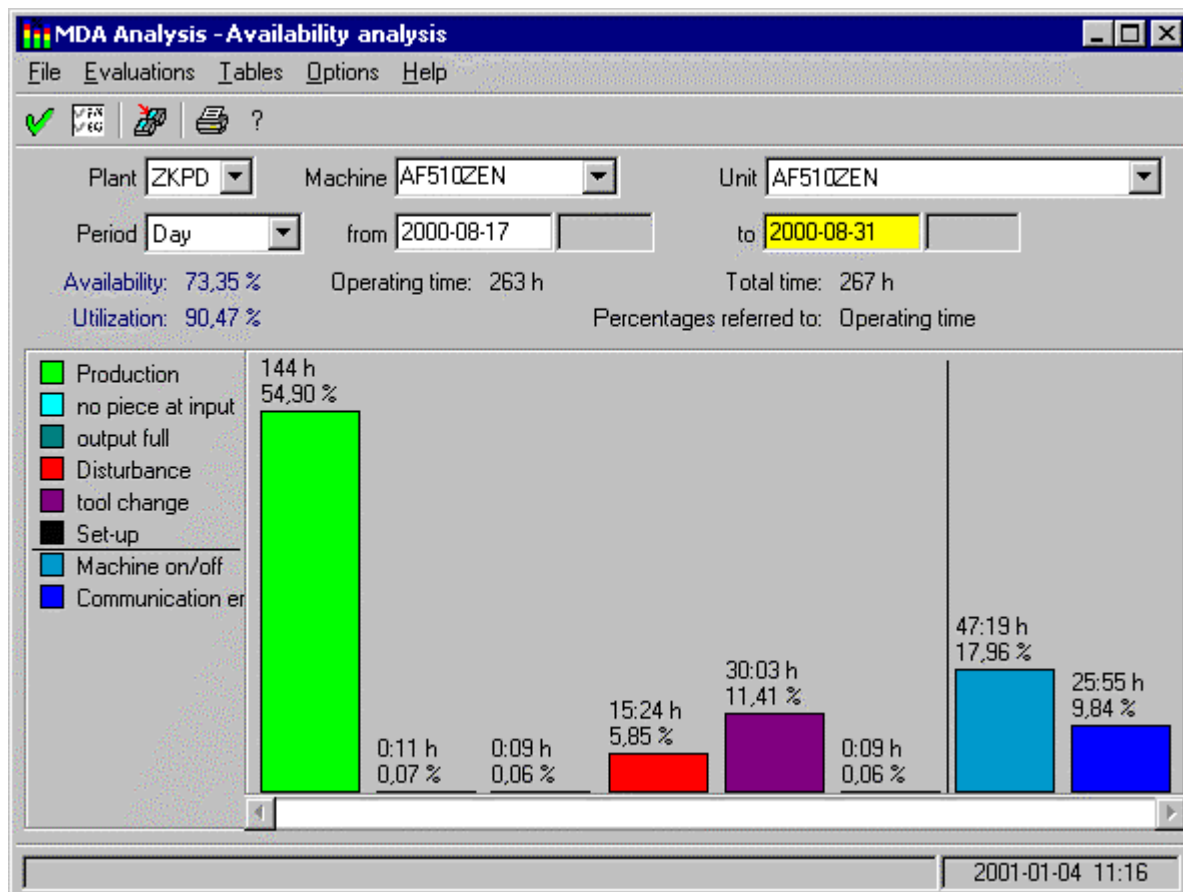 MDA Analysis - Availability analysis
File Evaluations Tables Options Help
?
Plant ZKPD Machine AF510ZEN Unit AF510ZEN
Period Day from 2000-08-17 to 2000-08-31
Availability: 73,35 % Operating time: 263 h Total time: 267 h
Utilization: 90,47 % Percentages referred to: Operating time
Production
no piece at input
output full
Disturbance
tool change
Set-up
Machine on/off
Communication er
144 h
54,90 %
0:11 h
0,07 %
0:09 h
0,06 %
15:24 h
5,85 %
30:03 h
11,41 %
0:09 h
0,06 %
47:19 h
17,96 %
25:55 h
9,84 %
2001-01-04 11:16